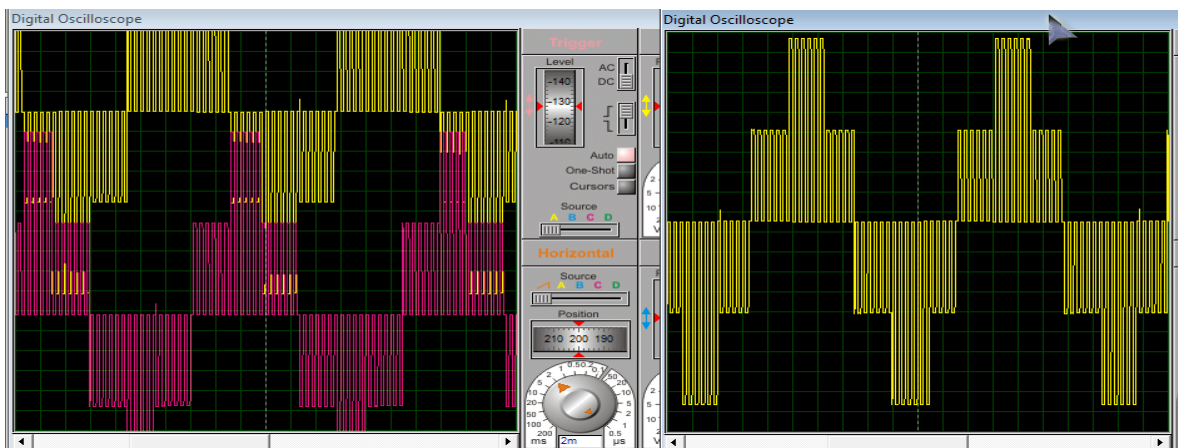 Digital Oscilloscope
Trigger
Level
AC
DC
-140
-130
-120
-110
Auto
One-Shot
Cursors
Source
A B C D
Horizontal
Source
A B C D
Position
210 200 190
ms
2m
µs
Digital Oscilloscope